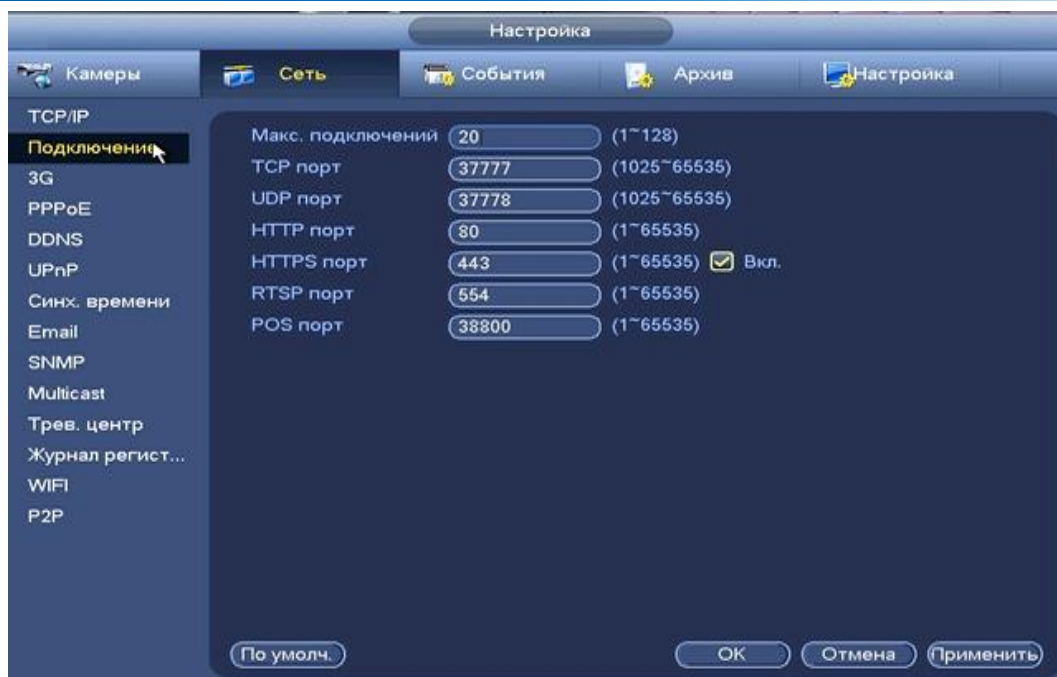 Настройка
Камеры
Сеть
События
Архив
Настройка
TCP/IP
Подключение
3G
PPPoE
DDNS
UPnP
Синх. времени
Email
SNMP
Multicast
Трев. центр
Журнал регист...
WIFI
P2P
Макс. подключений 20 (1~128)
TCP порт 37777 (1025~65535)
UDP порт 37778 (1025~65535)
HTTP порт 80 (1~65535)
HTTPS порт 443 (1~65535) Вкл.
RTSP порт 554 (1~65535)
POS порт 38800 (1~65535)
По умолч. OK Отмена Применить